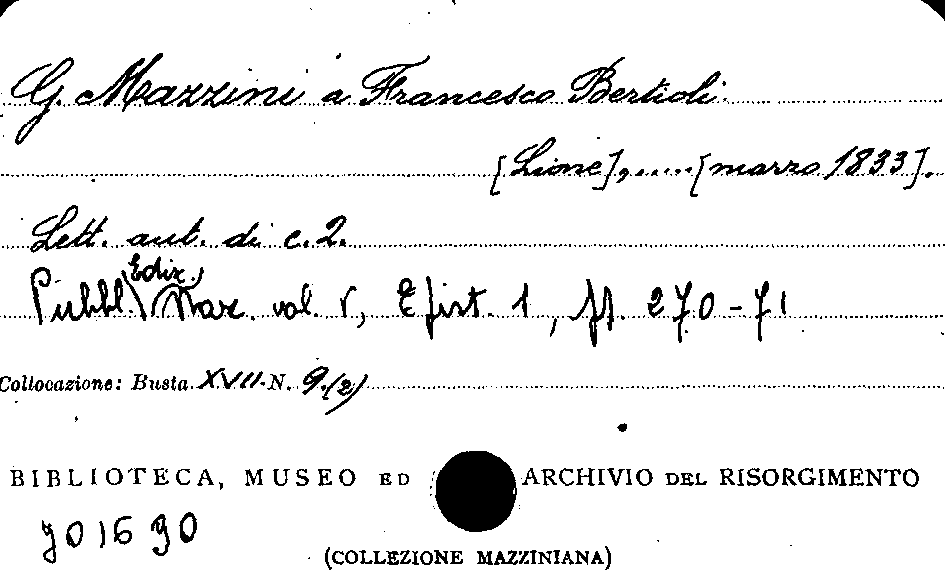 G. Mazzini a Francesco Bertioli.
[Lione],.....[marzo 1833].
Lett. aut. di c. 2.
Pubbl. Ediz. Naz. vol. V, Epist. 1, pp. 270-71
Collocazione: Busta XVII N. 9.(2)
BIBLIOTECA, MUSEO ED ARCHIVIO DEL RISORGIMENTO
701690
(COLLEZIONE MAZZINIANA)